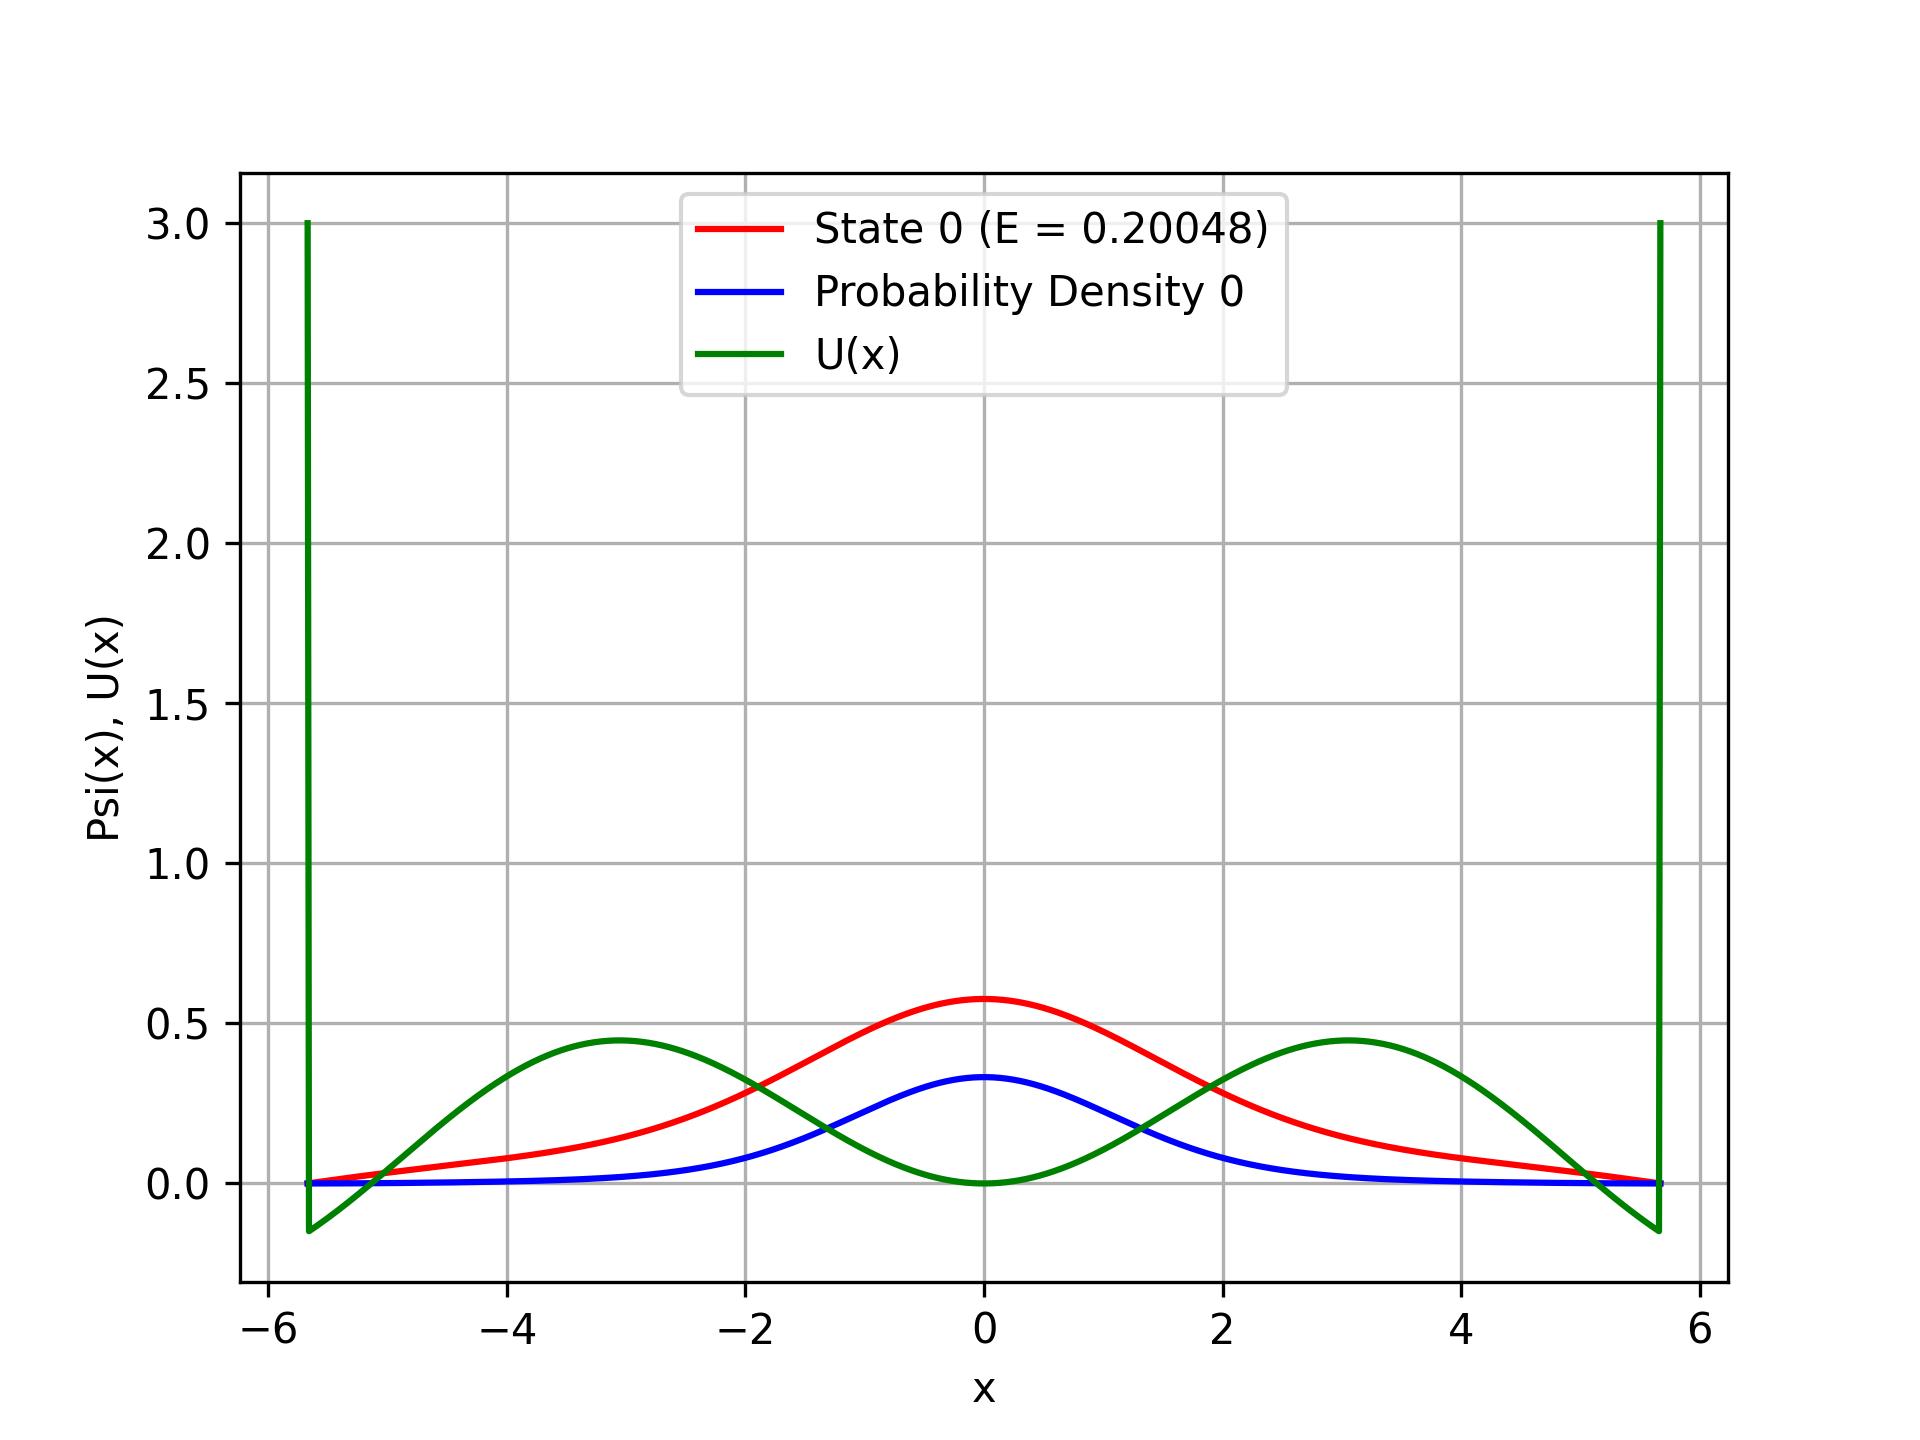 State 0 (E = 0.20048)
Probability Density 0
U(x)
3.0
2.5
2.0
1.5
1.0
0.5
0.0
Psi(x), U(x)
−6 −4 −2 0 2 4 6
x